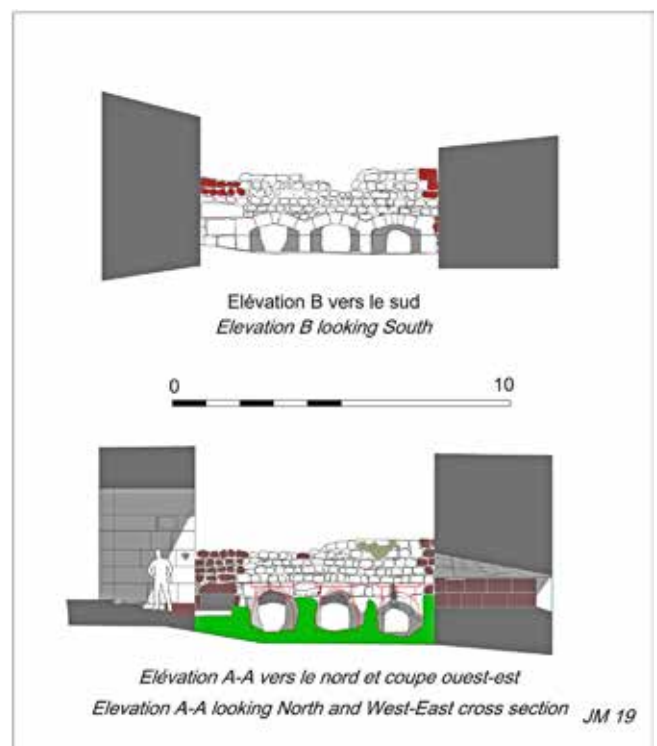 Elévation B vers le sud
Elevation B looking South
0 10
Elévation A-A vers le nord et coupe ouest-est
Elevation A-A looking North and West-East cross section
JM 19